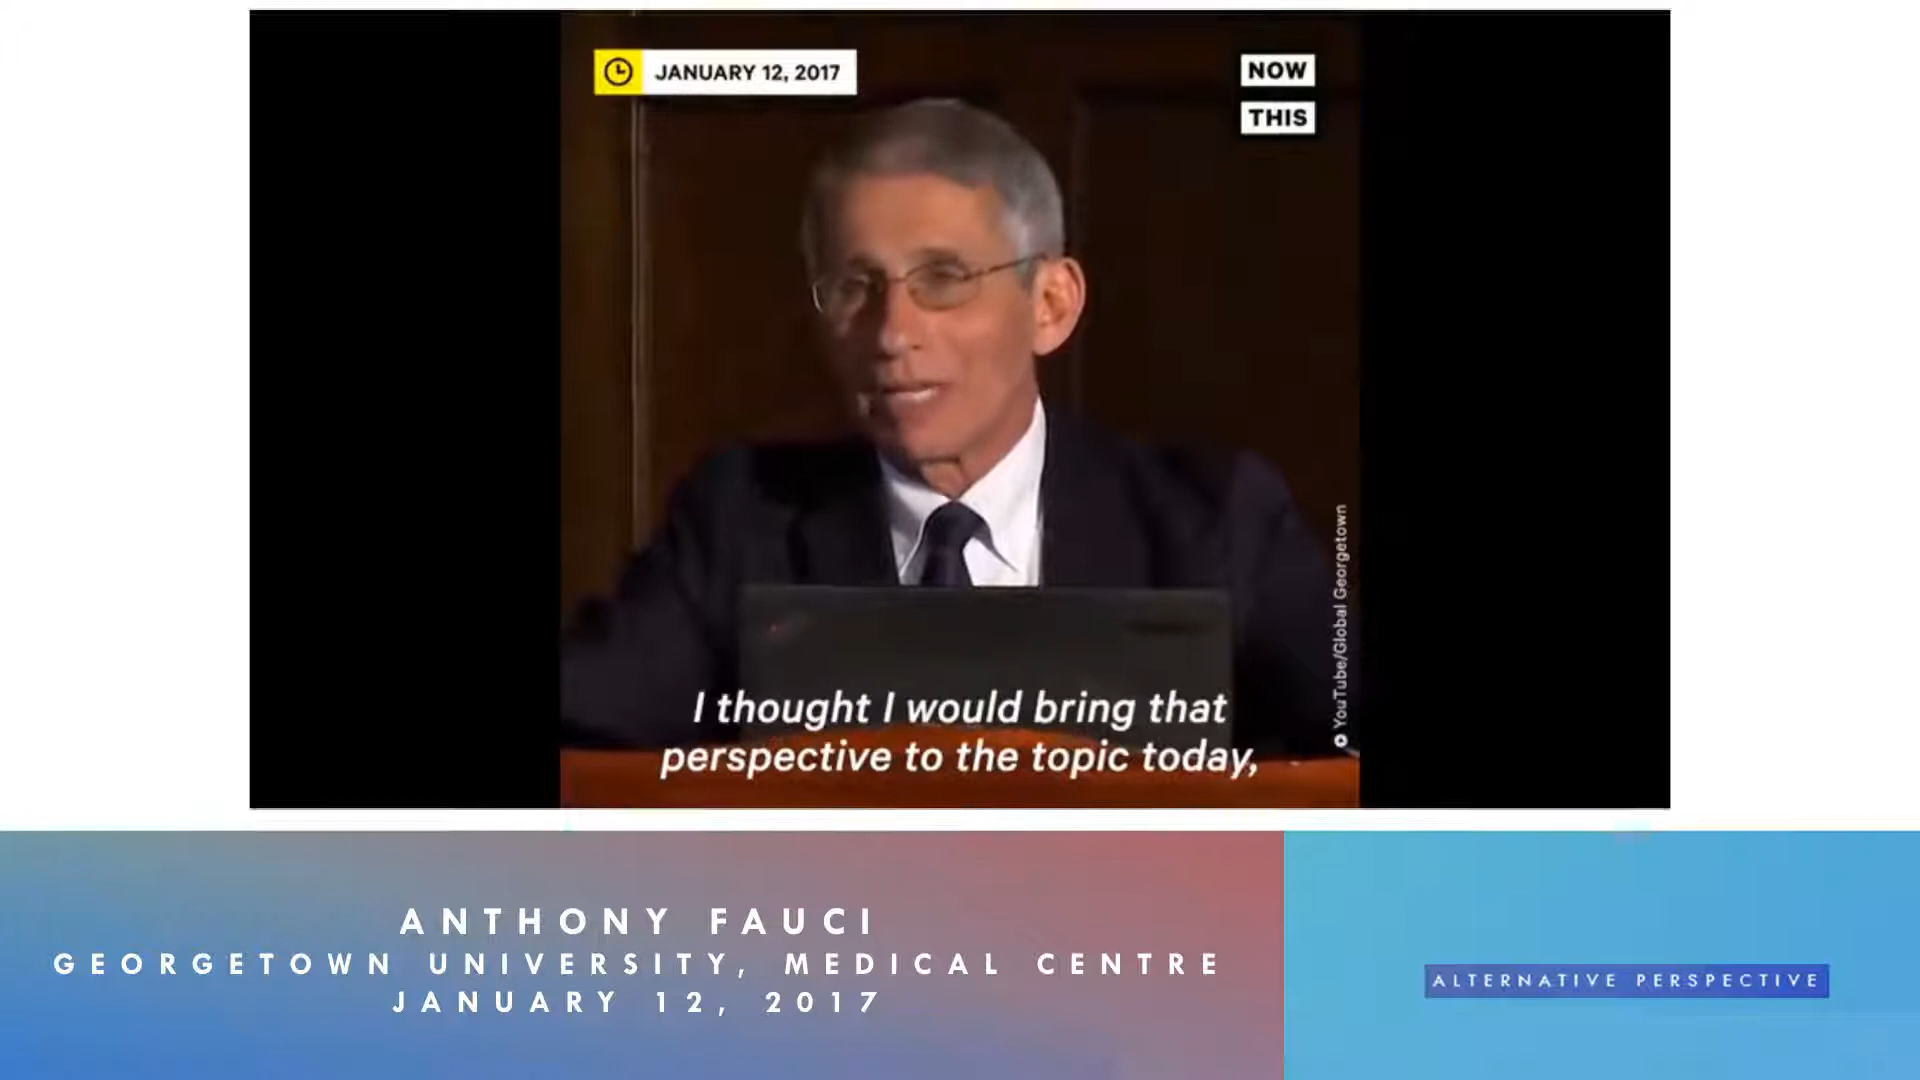 JANUARY 12, 2017
NOW
THIS
YouTube/Global Georgetown
I thought I would bring that
perspective to the topic today,
ANTHONY FAUCI
GEORGETOWN UNIVERSITY, MEDICAL CENTRE
JANUARY 12, 2017
ALTERNATIVE PERSPECTIVE